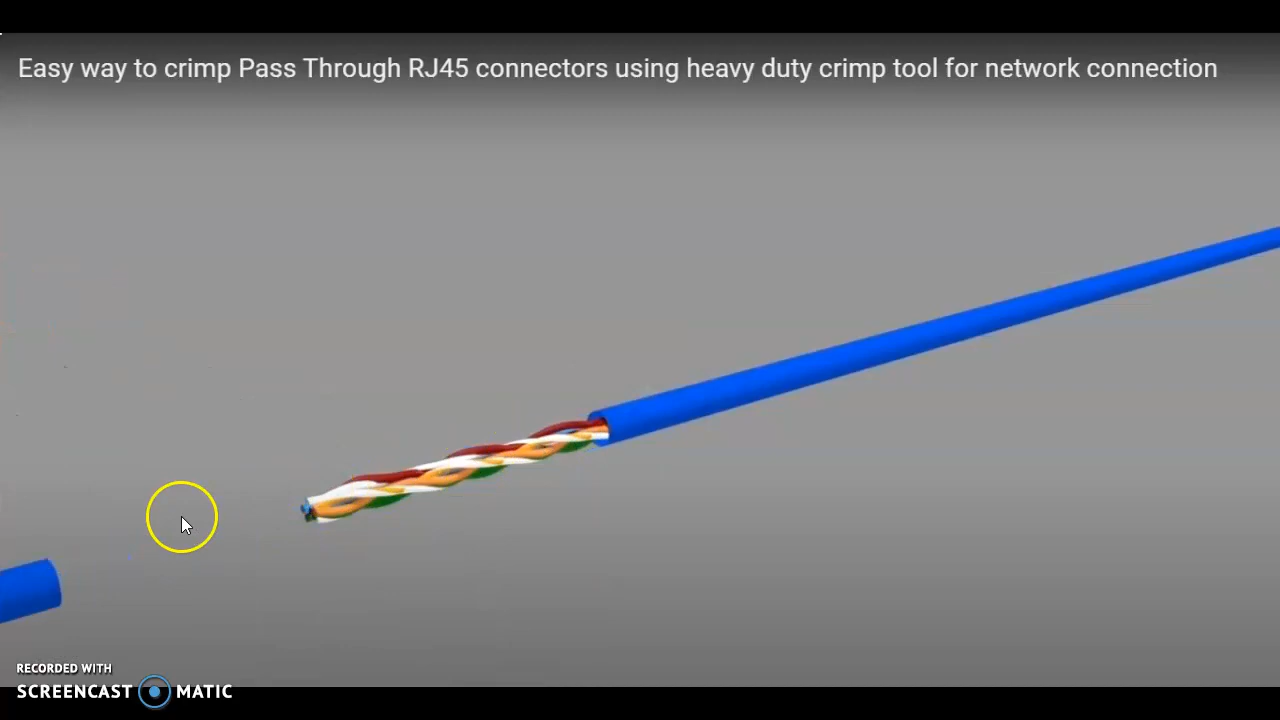 Easy way to crimp Pass Through RJ45 connectors using heavy duty crimp tool for network connection
RECORDED WITH
SCREENCAST MATIC